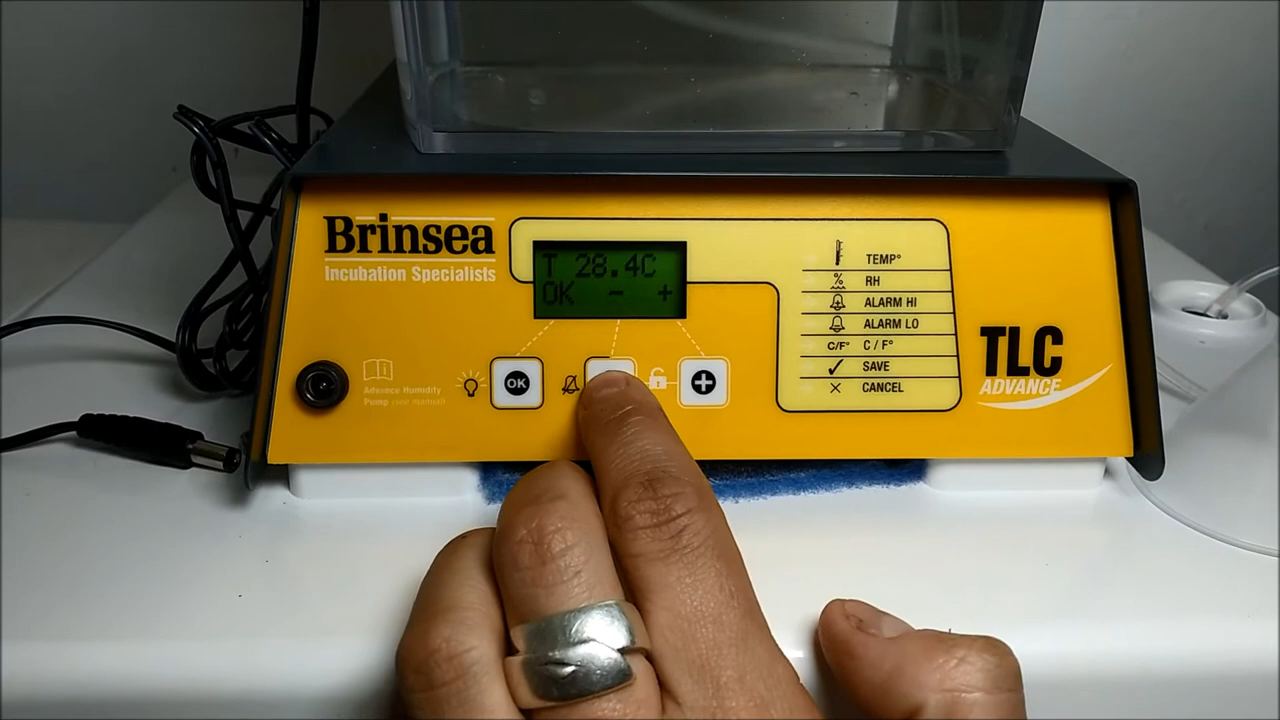 Brinsea
Incubation Specialists
T 28.4C
OK - +
TEMP°
% RH
ALARM HI
ALARM LO
C/F° C / F°
SAVE
CANCEL
TLC
ADVANCE
Advance Humidity
Pump (see manual)
OK